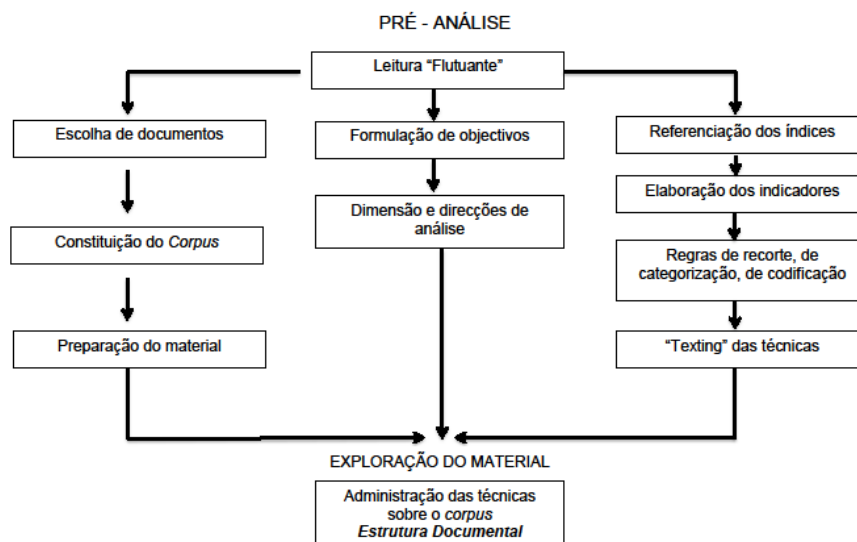 PRÉ - ANÁLISE
Leitura “Flutuante”
Escolha de documentos
Formulação de objectivos
Referenciação dos índices
Elaboração dos indicadores
Dimensão e direcções de
análise
Constituição do Corpus
Regras de recorte, de
categorização, de codificação
Preparação do material
“Texting” das técnicas
EXPLORAÇÃO DO MATERIAL
Administração das técnicas
sobre o corpus
Estrutura Documental